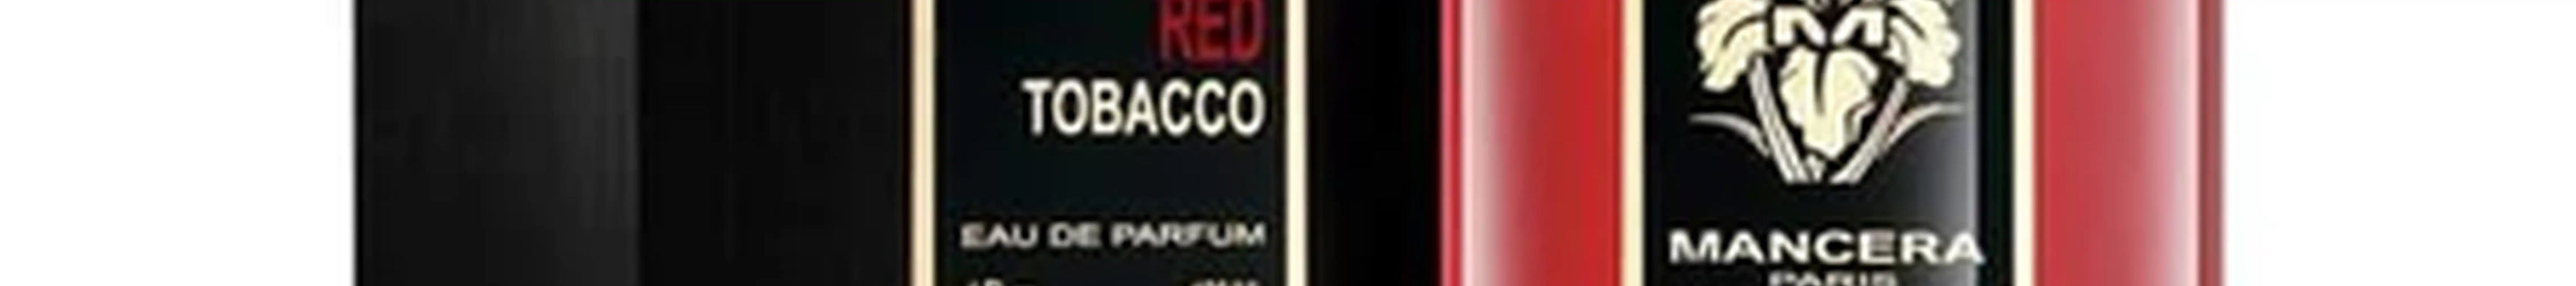 RED
TOBACCO
EAU DE PARFUM
M
MANCERA
PARIS